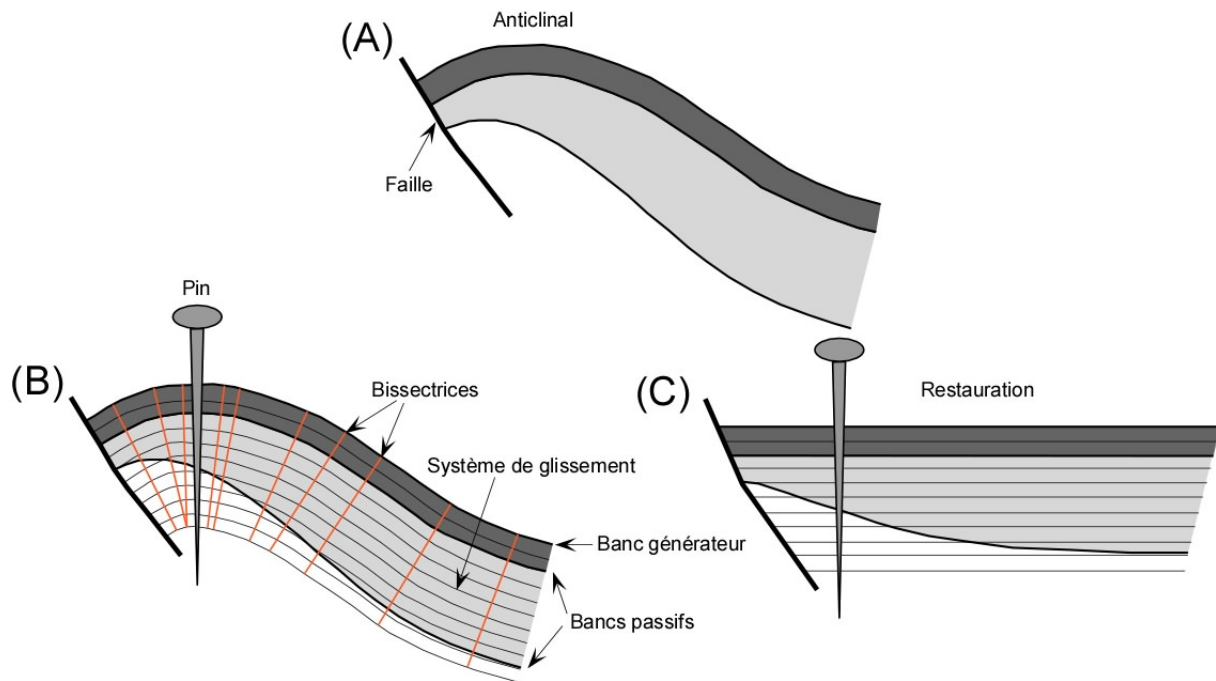 (A)
Anticlinal
Faille
Pin
(B)
Bissectrices
Système de glissement
Banc générateur
Bancs passifs
(C)
Restauration